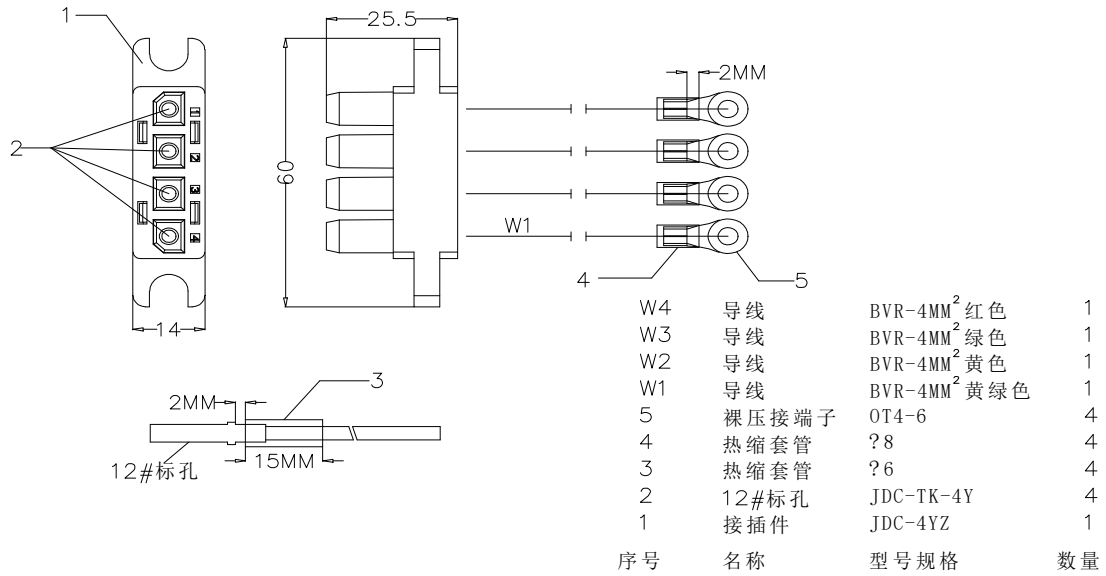 1
25.5
2MM
2
1
2
3
4
60
W1
4
5
14
3
2MM
15MM
12#标孔
W4 导线 BVR-4MM² 红色 1
W3 导线 BVR-4MM² 绿色 1
W2 导线 BVR-4MM² 黄色 1
W1 导线 BVR-4MM² 黄绿色 1
5 裸压接端子 OT4-6 4
4 热缩套管 ?8 4
3 热缩套管 ?6 4
2 12#标孔 JDC-TK-4Y 4
1 接插件 JDC-4YZ 1
序号 名称 型号规格 数量